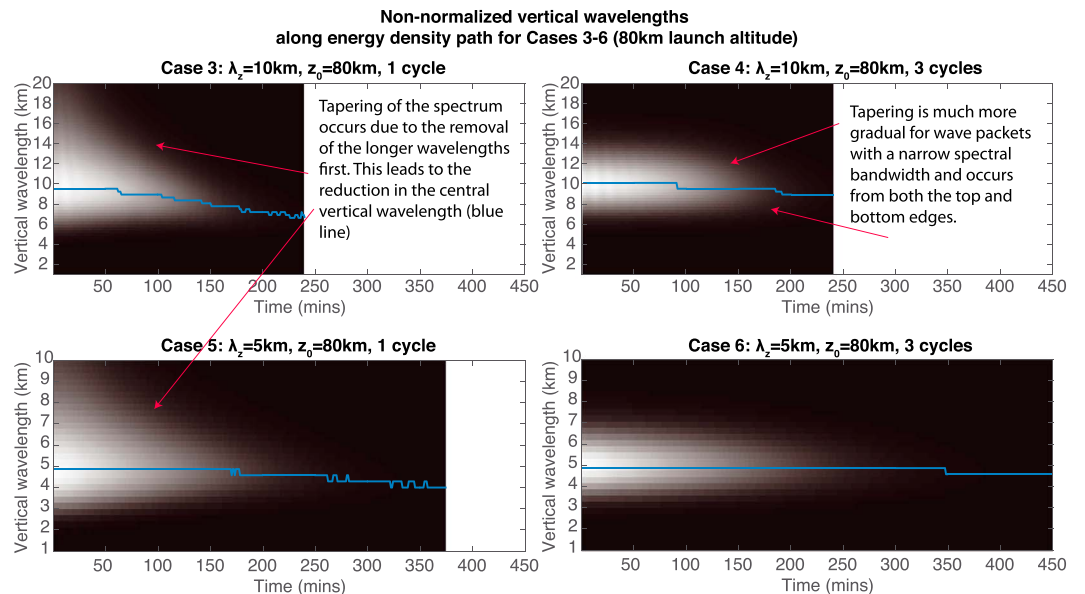 Non-normalized vertical wavelengths
along energy density path for Cases 3-6 (80km launch altitude)
Case 3: λz=10km, z0=80km, 1 cycle
Vertical wavelength (km)
20
18
16
14
12
10
8
6
4
2
Tapering of the spectrum
occurs due to the removal
of the longer wavelengths
first. This leads to the
reduction in the central
vertical wavelength (blue
line)
50 100 150 200 250 300 350 400 450
Time (mins)
Case 4: λz=10km, z0=80km, 3 cycles
Vertical wavelength (km)
20
18
16
14
12
10
8
6
4
2
Tapering is much more
gradual for wave packets
with a narrow spectral
bandwidth and occurs
from both the top and
bottom edges.
50 100 150 200 250 300 350 400 450
Time (mins)
Case 5: λz=5km, z0=80km, 1 cycle
Vertical wavelength (km)
10
9
8
7
6
5
4
3
2
1
50 100 150 200 250 300 350 400 450
Time (mins)
Case 6: λz=5km, z0=80km, 3 cycles
Vertical wavelength (km)
10
9
8
7
6
5
4
3
2
1
50 100 150 200 250 300 350 400 450
Time (mins)